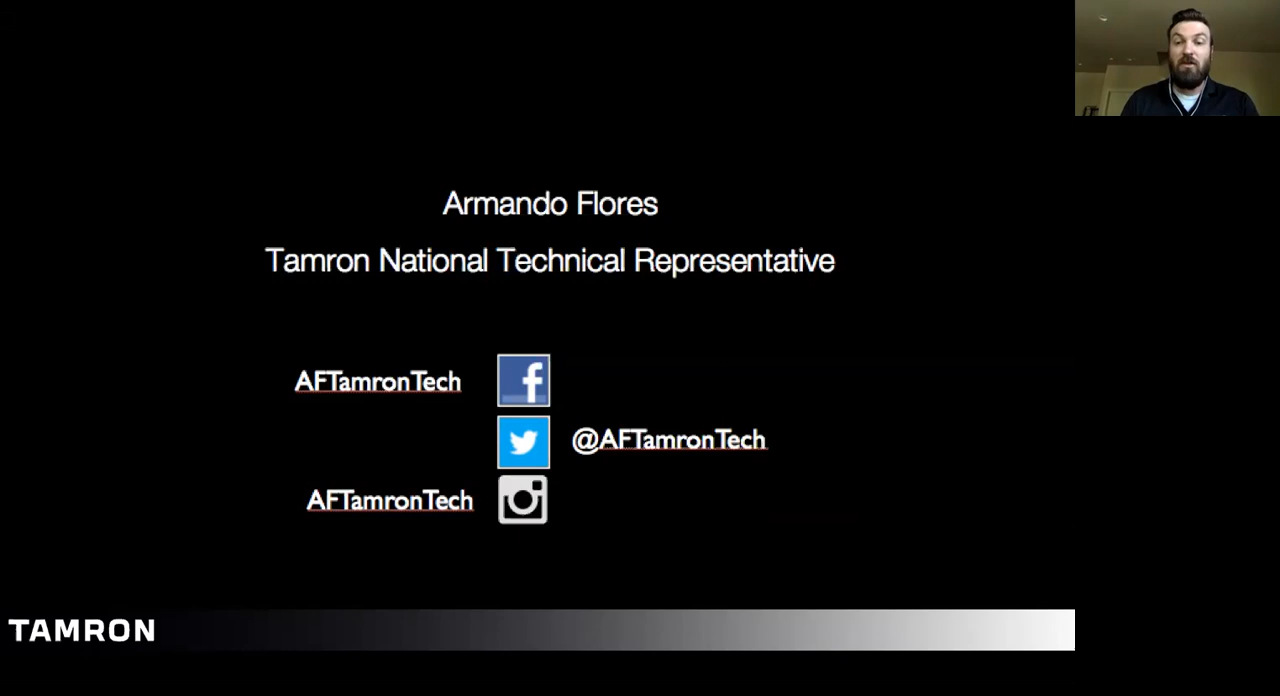 Armando Flores
Tamron National Technical Representative
AFTamronTech
@AFTamronTech
AFTamronTech
TAMRON